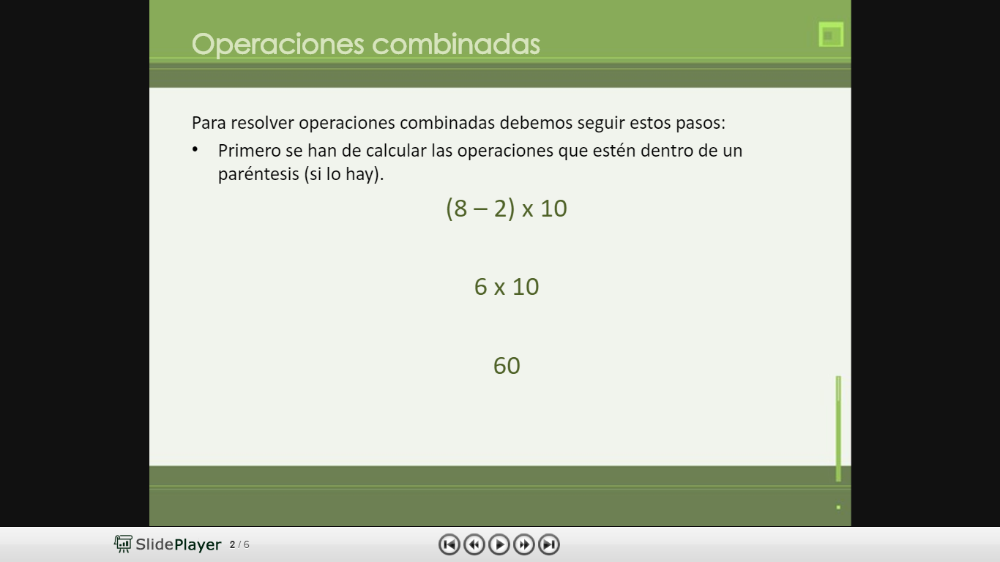 Operaciones combinadas
Para resolver operaciones combinadas debemos seguir estos pasos:
• Primero se han de calcular las operaciones que estén dentro de un
paréntesis (si lo hay).
(8 – 2) x 10
6 x 10
60
SlidePlayer 2 / 6